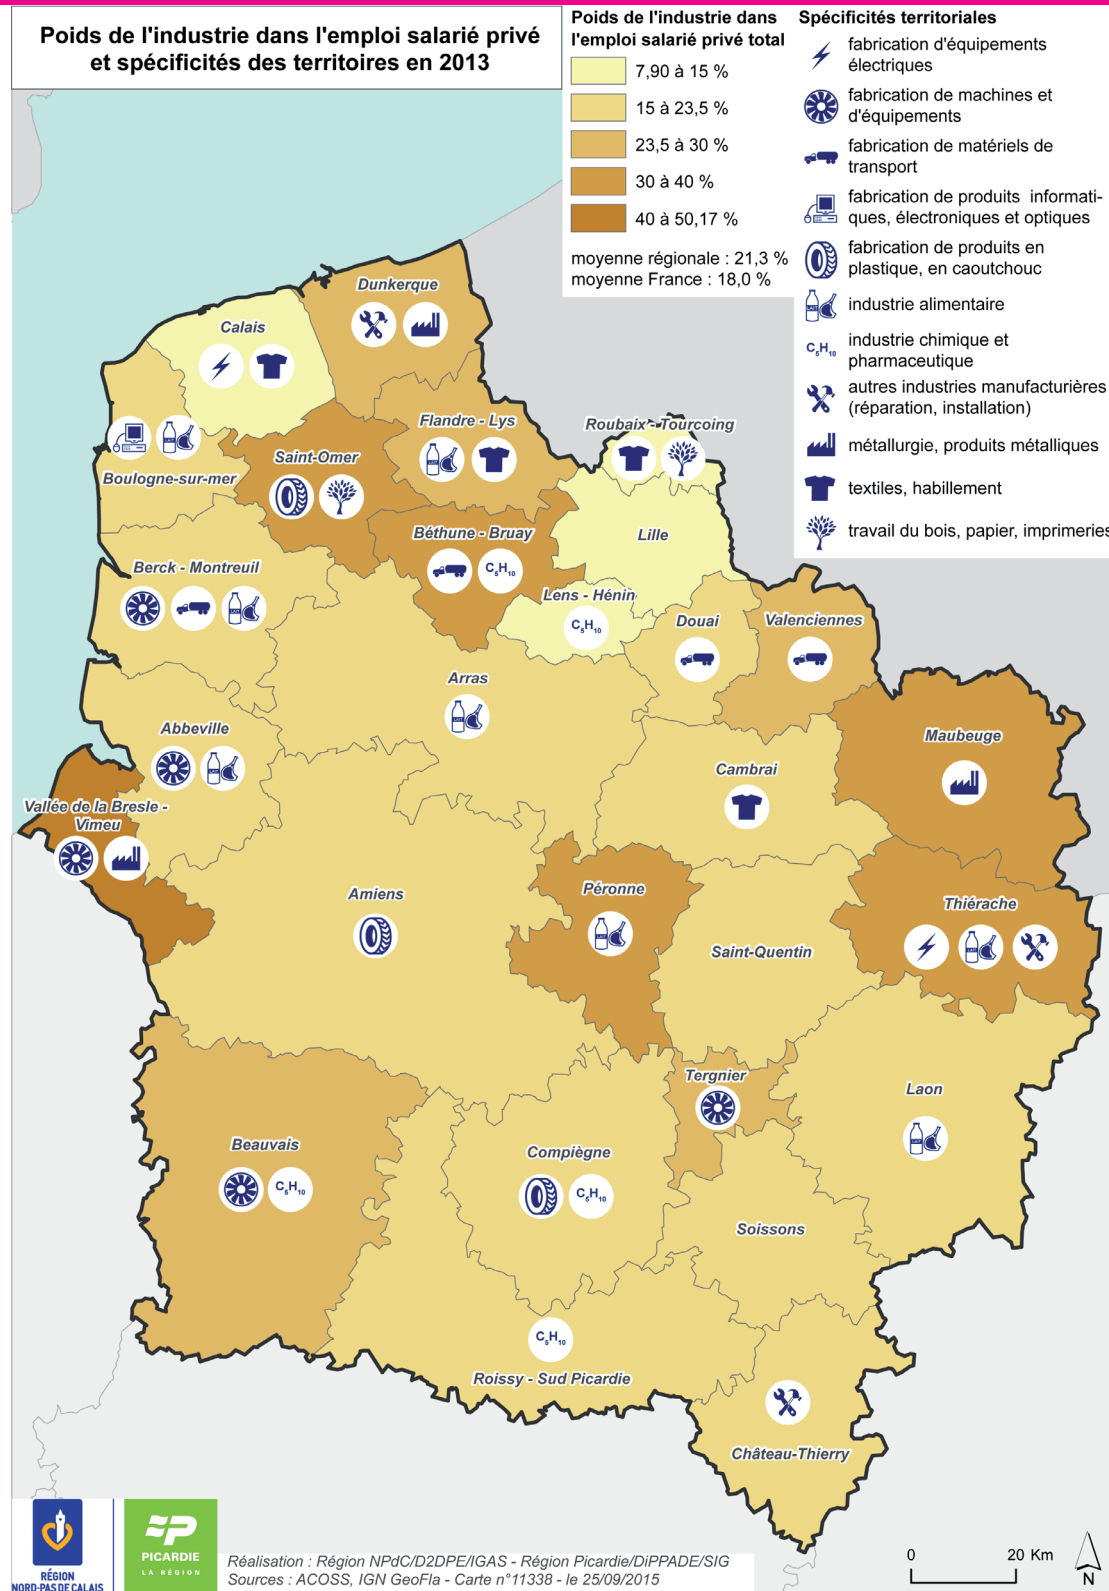 Poids de l'industrie dans l'emploi salarié privé
et spécificités des territoires en 2013
Poids de l'industrie dans
l'emploi salarié privé total
7,90 à 15 %
15 à 23,5 %
23,5 à 30 %
30 à 40 %
40 à 50,17 %
moyenne régionale : 21,3 %
moyenne France : 18,0 %
Spécificités territoriales
fabrication d'équipements
électriques
fabrication de machines et
d'équipements
fabrication de matériels de
transport
fabrication de produits informati-
ques, électroniques et optiques
fabrication de produits en
plastique, en caoutchouc
industrie alimentaire
C₅H₁₀
industrie chimique et
pharmaceutique
autres industries manufacturières
(réparation, installation)
métallurgie, produits métalliques
textiles, habillement
travail du bois, papier, imprimeries
Dunkerque
Calais
Flandre - Lys
Roubaix - Tourcoing
Boulogne-sur-mer
Saint-Omer
Béthune - Bruay
C₅H₁₀
Lille
Berck - Montreuil
Lens - Hénin
C₅H₁₀
Douai
Valenciennes
Arras
Abbeville
Maubeuge
Cambrai
Vallée de la Bresle -
Vimeu
Amiens
Péronne
Thiérache
Saint-Quentin
Tergnier
Laon
Beauvais
C₅H₁₀
Compiègne
C₅H₁₀
Soissons
C₅H₁₀
Roissy - Sud Picardie
Château-Thierry
RÉGION
NORD-PAS DE CALAIS
PICARDIE
LA RÉGION
Réalisation : Région NPdC/D2DPE/IGAS - Région Picardie/DiPPADE/SIG
Sources : ACOSS, IGN GeoFla - Carte n°11338 - le 25/09/2015
0 20 Km
N